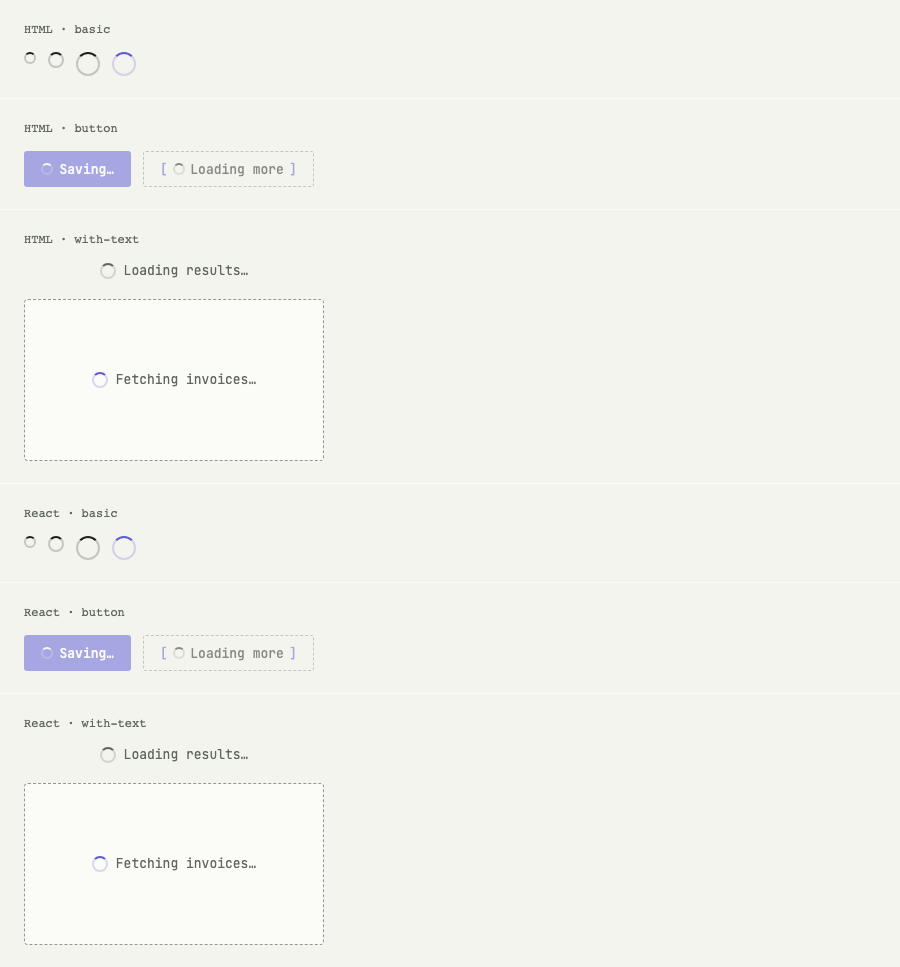 HTML · basic
HTML · button
Saving…
[ Loading more ]
HTML · with-text
Loading results…
Fetching invoices…
React · basic
React · button
Saving…
[ Loading more ]
React · with-text
Loading results…
Fetching invoices…